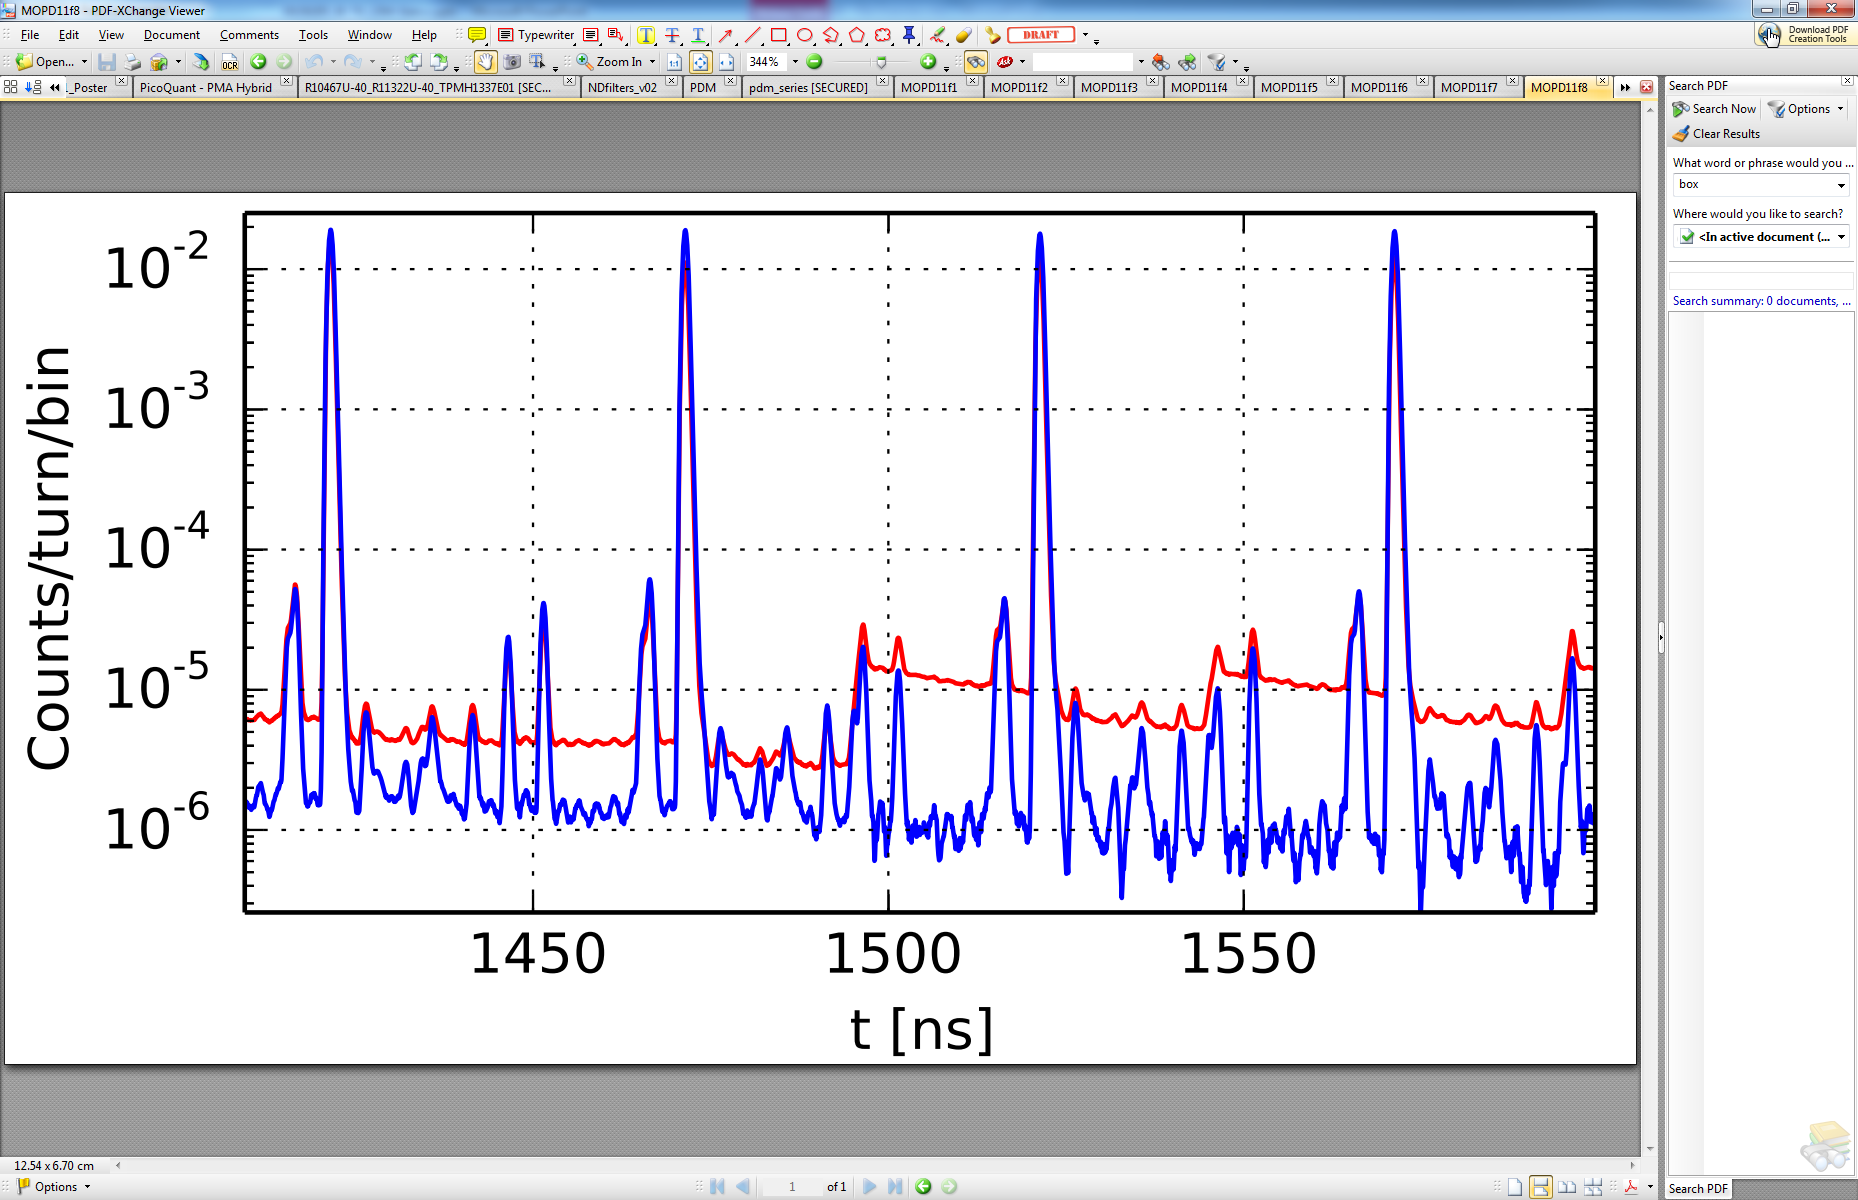 MOPD11f8 - PDF-XChange Viewer
File Edit View Document Comments Tools Window Help Typewriter DRAFT Download PDF Creation Tools
Open... OCR Zoom In 344%
_Poster PicoQuant - PMA Hybrid R10467U-40_R11322U-40_TPMH1337E01 [SEC... NDfilters_v02 PDM pdm_series [SECURED] MOPD11f1 MOPD11f2 MOPD11f3 MOPD11f4 MOPD11f5 MOPD11f6 MOPD11f7 MOPD11f8
Search PDF
Search Now Options
Clear Results
What word or phrase would you ...
box
Where would you like to search?
<In active document (...
Search summary: 0 documents, ...
Counts/turn/bin
10-2
10-3
10-4
10-5
10-6
1450 1500 1550
t [ns]
12.54 x 6.70 cm
Options 1 of 1
Search PDF